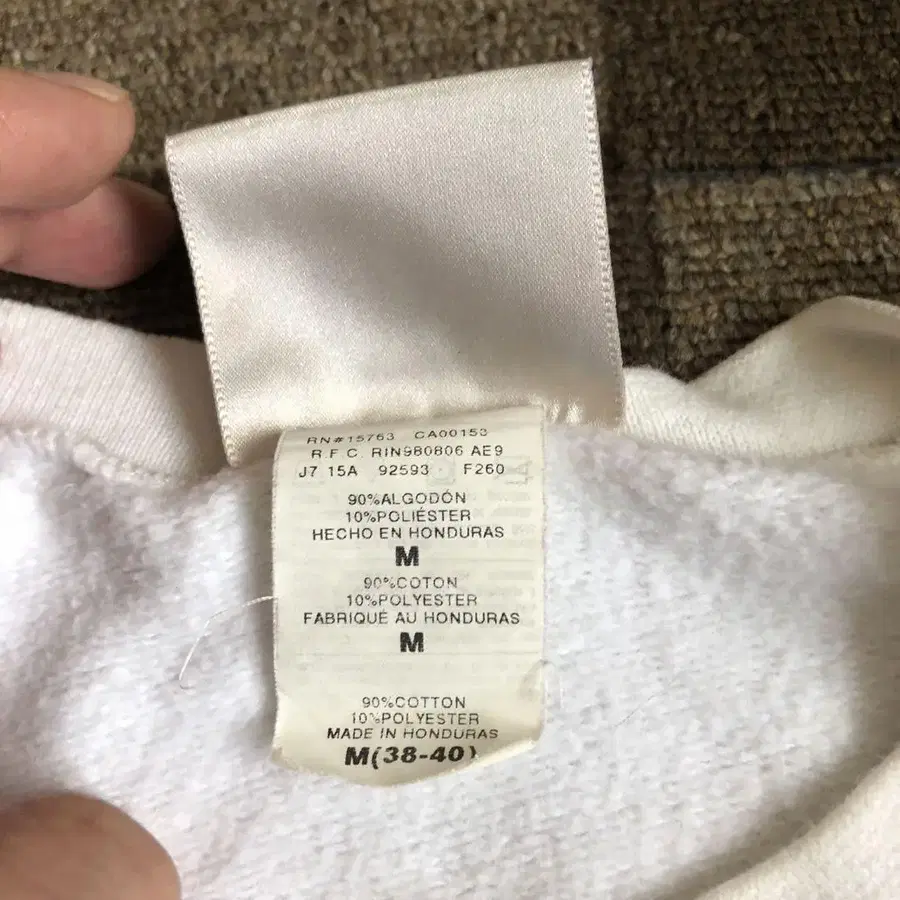 RN#15763 CA00153
R.F.C. RIN980806 AE9
J7 15A 92593 F260
90%ALGODÓN
10%POLIÉSTER
HECHO EN HONDURAS
M
90%COTON
10%POLYESTER
FABRIQUÉ AU HONDURAS
M
90%COTTON
10%POLYESTER
MADE IN HONDURAS
M(38-40)